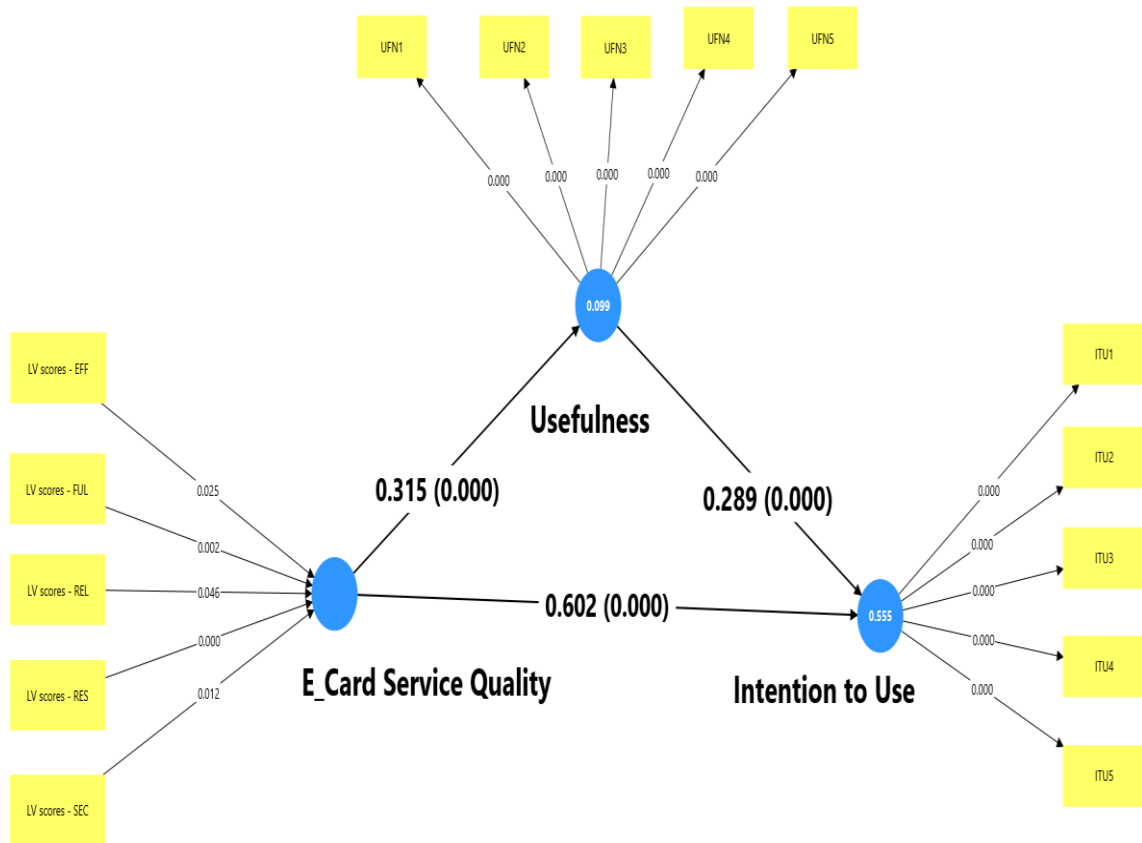 UFN1
UFN2
UFN3
UFN4
UFN5
0.000
0.000
0.000
0.000
0.000
0.099
Usefulness
LV scores - EFF
LV scores - FUL
LV scores - REL
LV scores - RES
LV scores - SEC
0.025
0.002
0.046
0.000
0.012
0.315 (0.000)
0.289 (0.000)
0.602 (0.000)
E_Card Service Quality
0.555
Intention to Use
0.000
0.000
0.000
0.000
0.000
ITU1
ITU2
ITU3
ITU4
ITU5